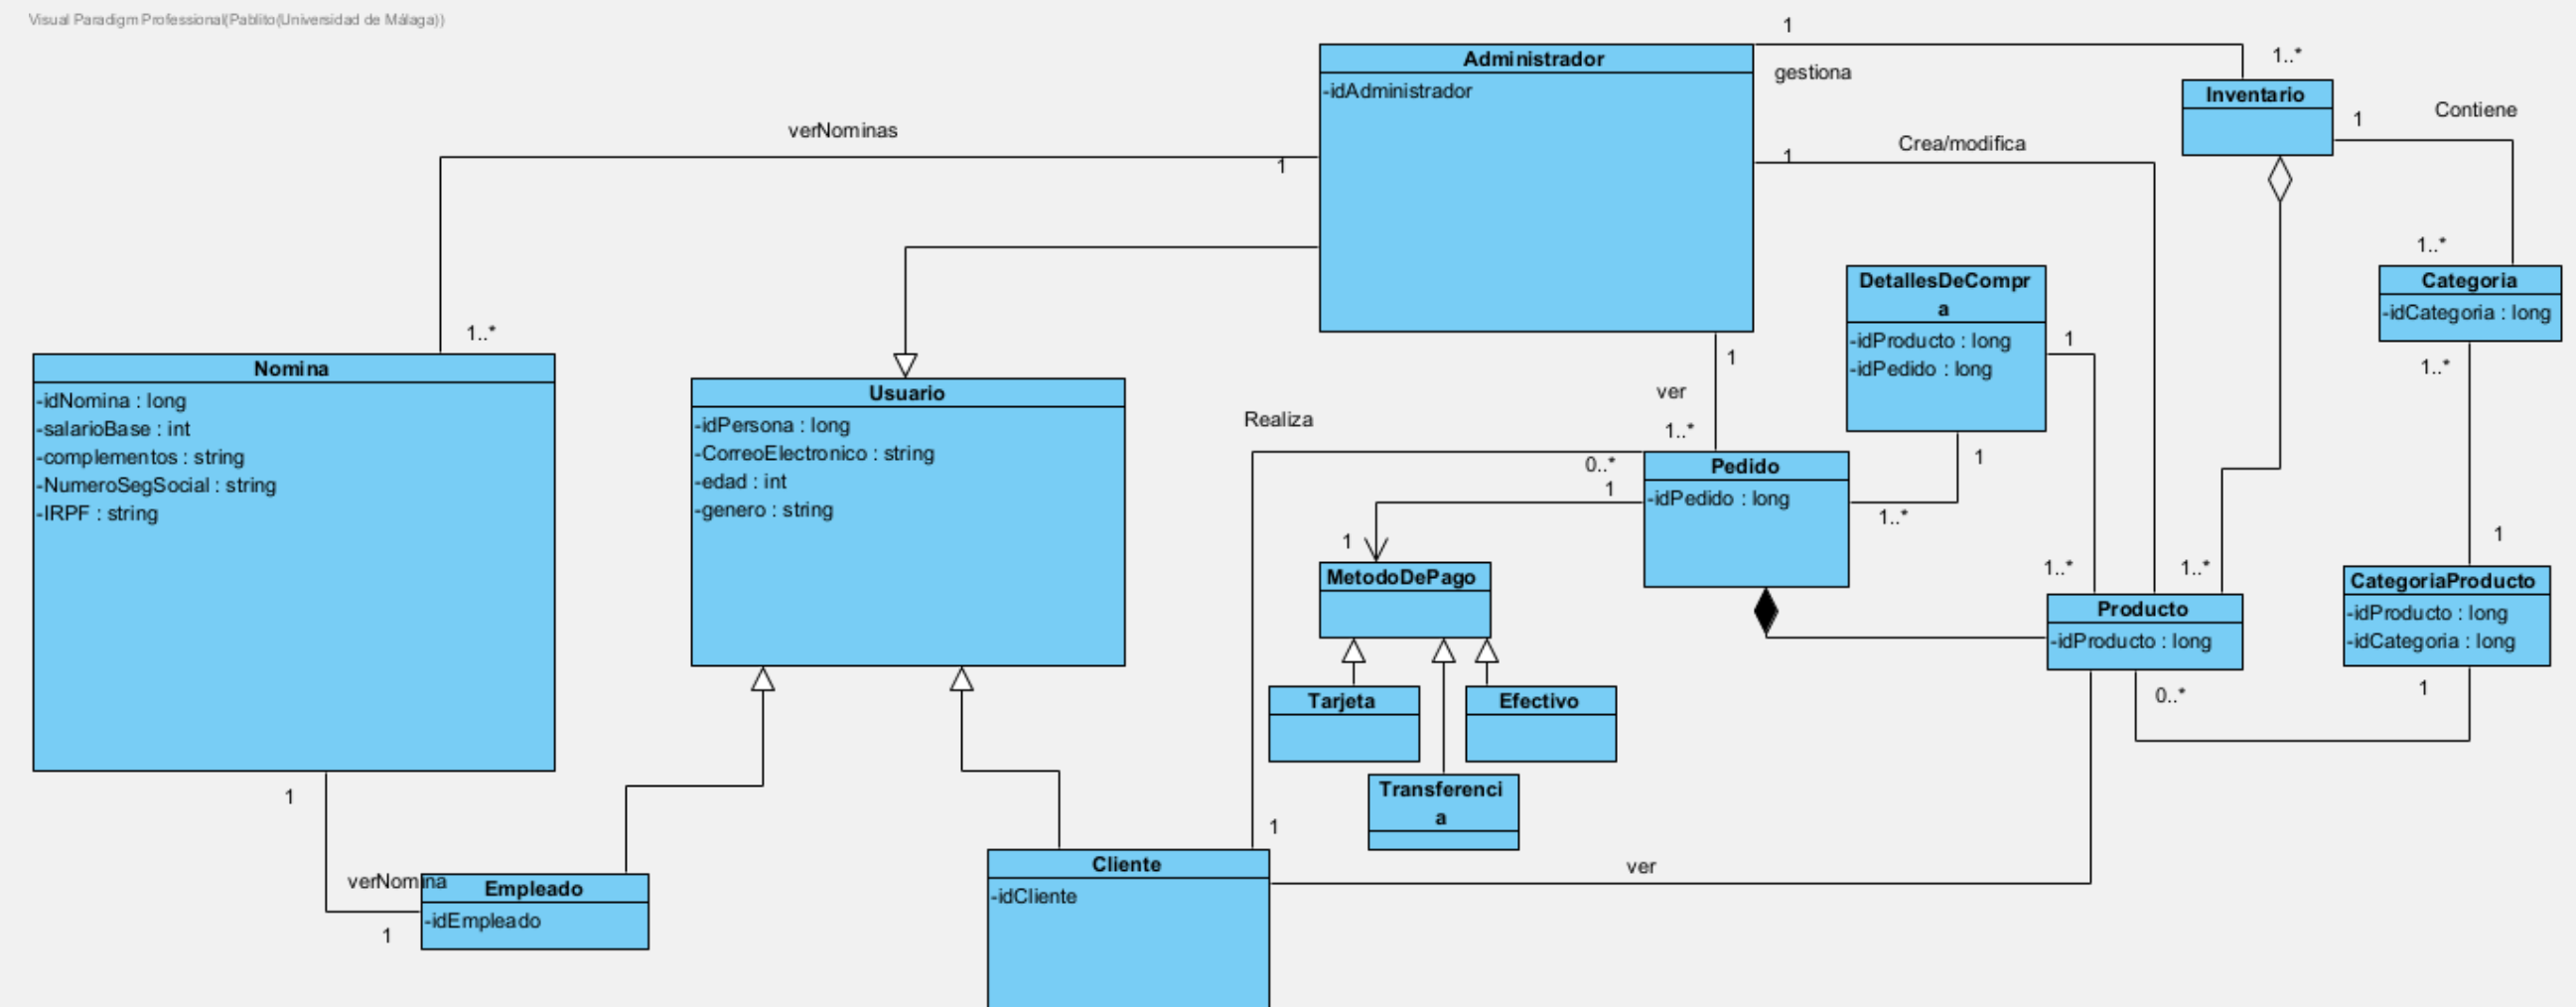 Visual Paradigm Professional(Pablito(Universidad de Málaga))
1
Administrador
-idAdministrador
gestiona
1..*
Inventario
1
Contiene
verNominas
1
1
Crea/modifica
1..*
Categoria
-idCategoria : long
1..*
DetallesDeCompr
a
-idProducto : long
-idPedido : long
1
1
1..*
Nomina
-idNomina : long
-salarioBase : int
-complementos : string
-NumeroSegSocial : string
-IRPF : string
Usuario
-idPersona : long
-CorreoElectronico : string
-edad : int
-genero : string
1
ver
1..*
Realiza
0..*
1
Pedido
-idPedido : long
1..*
1
MetodoDePago
1..*
1..*
1
Producto
-idProducto : long
CategoriaProducto
-idProducto : long
-idCategoria : long
0..*
1
Tarjeta
Efectivo
Transferenci
a
1
verNomina
1
Empleado
-idEmpleado
1
Cliente
-idCliente
ver